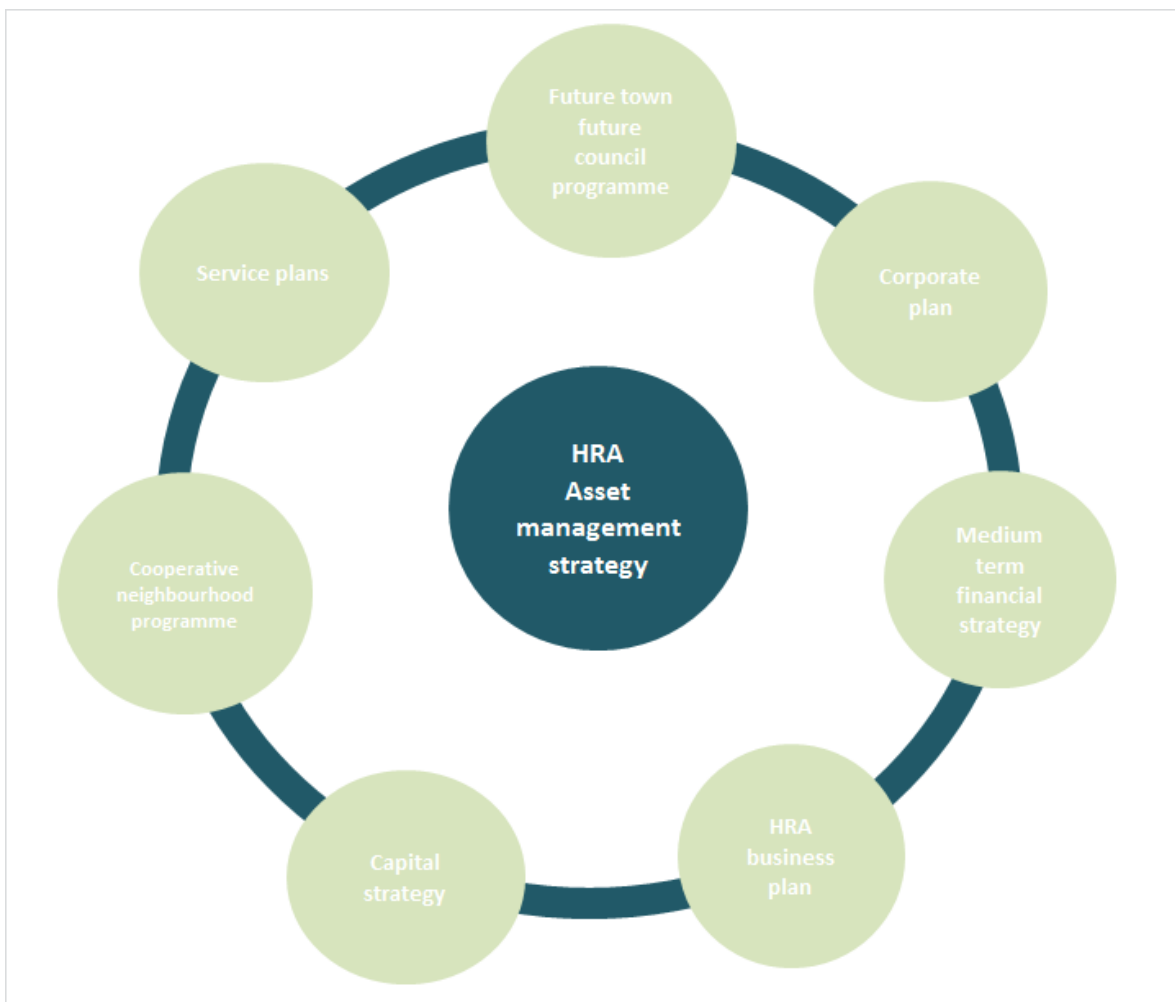 Future town
future
council
programme
Corporate
plan
Medium
term
financial
strategy
HRA
business
plan
Capital
strategy
Cooperative
neighbourhood
programme
Service plans
HRA
Asset
management
strategy